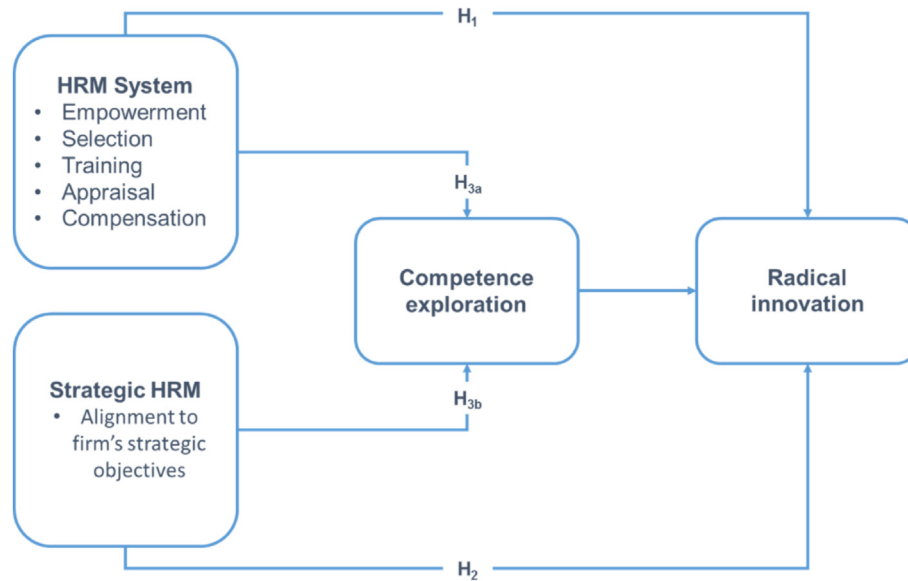 H1
HRM System
• Empowerment
• Selection
• Training
• Appraisal
• Compensation
H3a
Competence
exploration
Radical
innovation
H3b
Strategic HRM
• Alignment to
firm's strategic
objectives
H2